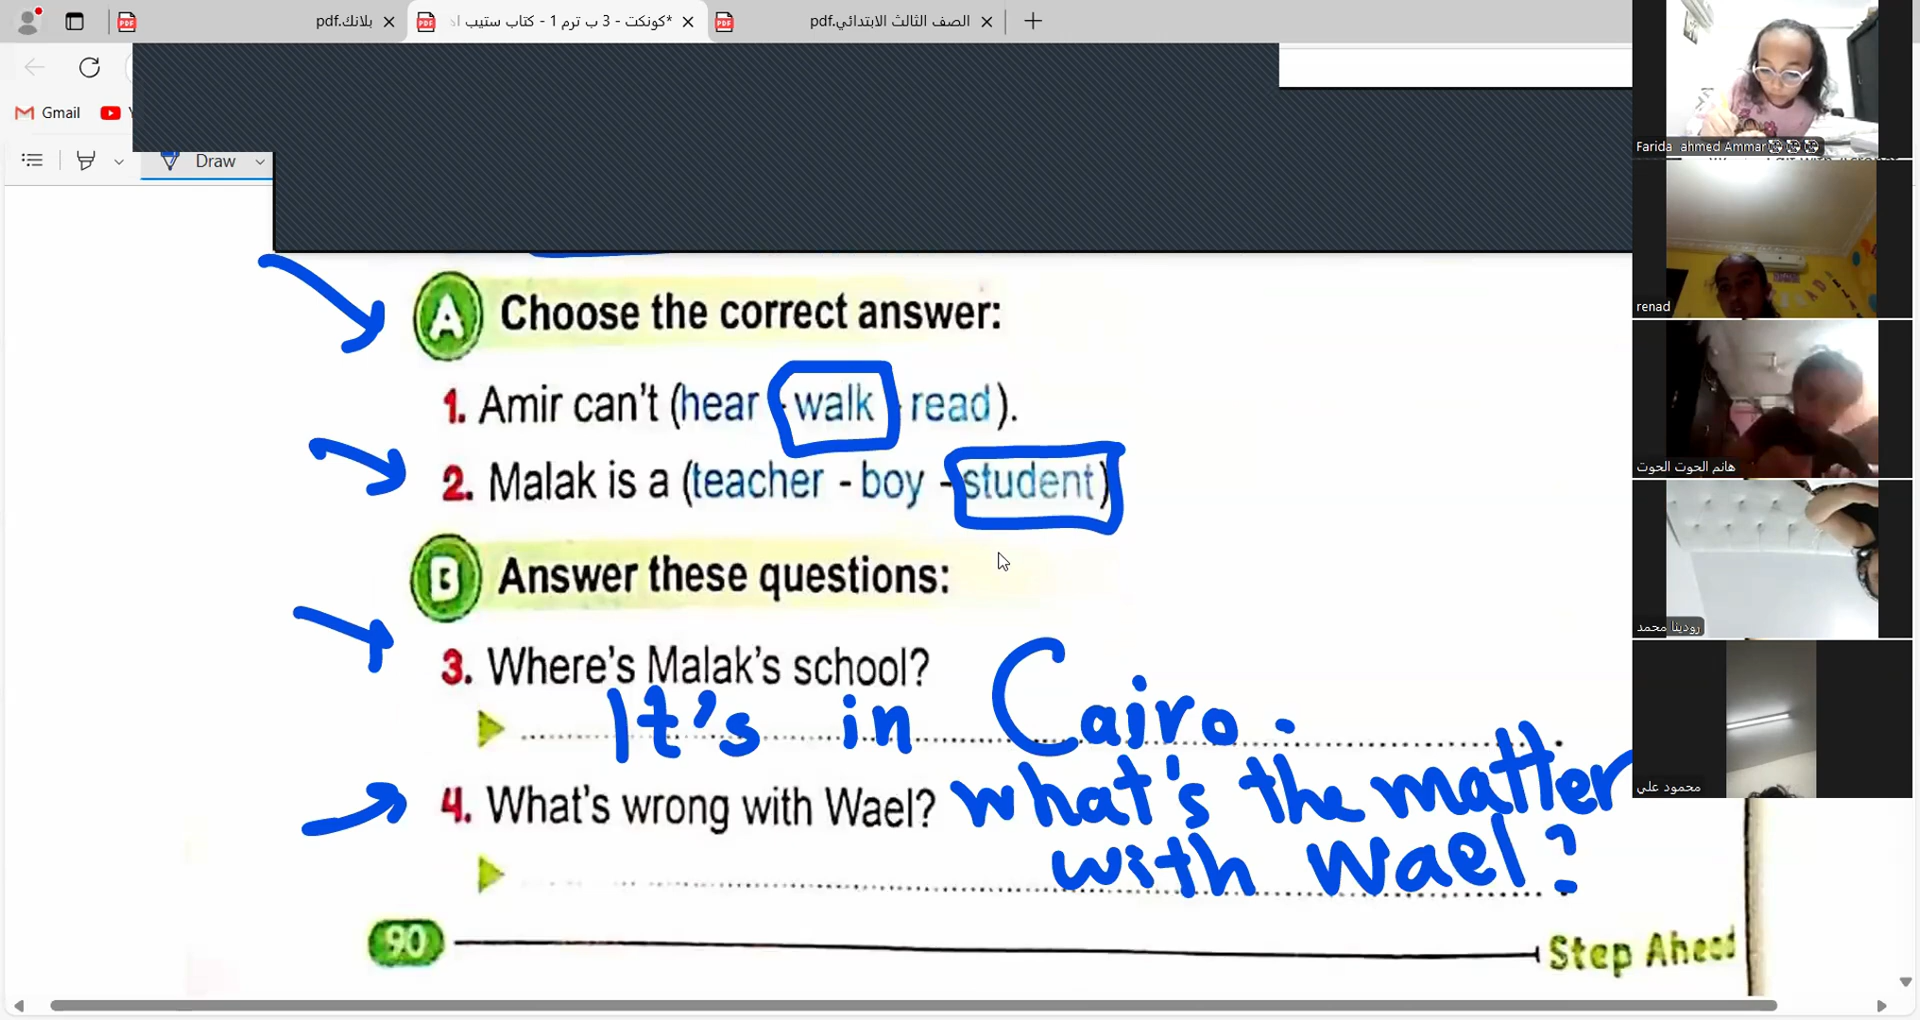 بلانك.pdf
*كونكت - 3 ب ترم 1 - كتاب ستيب اد
الصف الثالث الابتدائي.pdf
Gmail
Draw
A Choose the correct answer:
1. Amir can't (hear - walk - read).
2. Malak is a (teacher - boy - student)
B Answer these questions:
3. Where's Malak's school?
It's in Cairo.
4. What's wrong with Wael? what's the matter
with Wael?
90
Step Ahead
Farida ahmed Ammar
renad
هانم الحوت الحوت
رودينا محمد
محمود علي